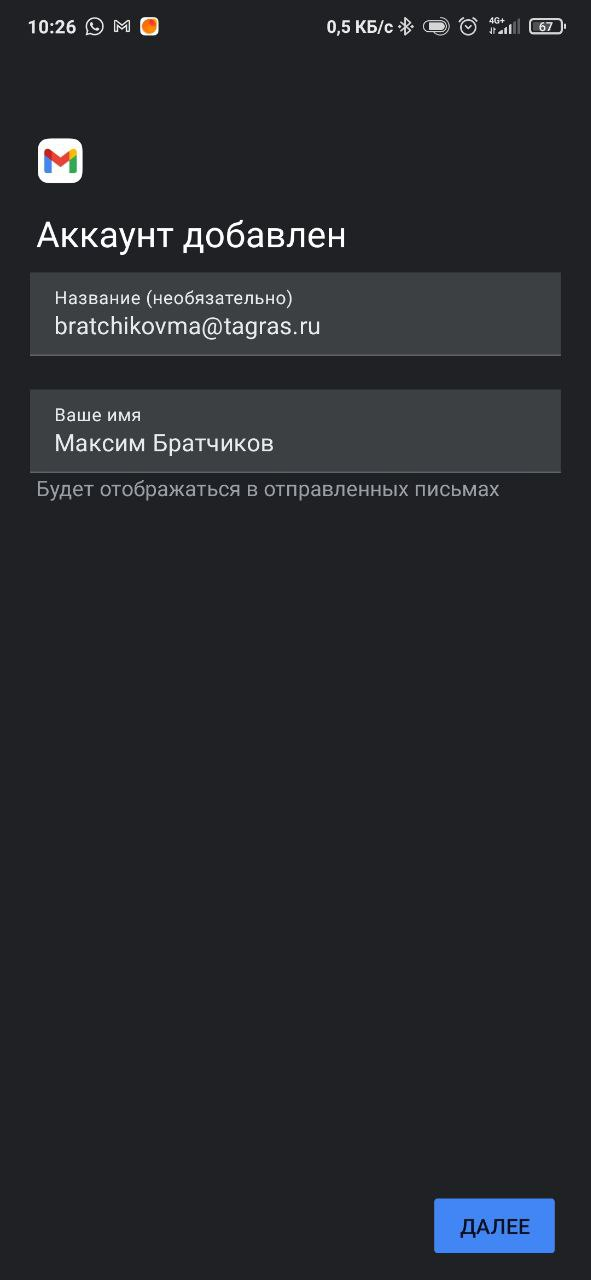 10:26
0,5 КБ/с
4G+
67
Аккаунт добавлен
Название (необязательно)
bratchikovma@tagras.ru
Ваше имя
Максим Братчиков
Будет отображаться в отправленных письмах
ДАЛЕЕ